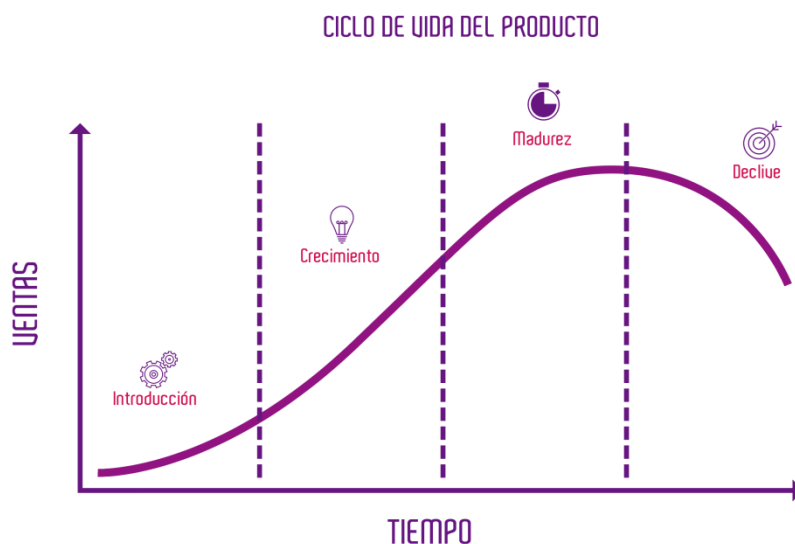 CICLO DE VIDA DEL PRODUCTO
Madurez
Declive
Crecimiento
Introducción
VENTAS
TIEMPO